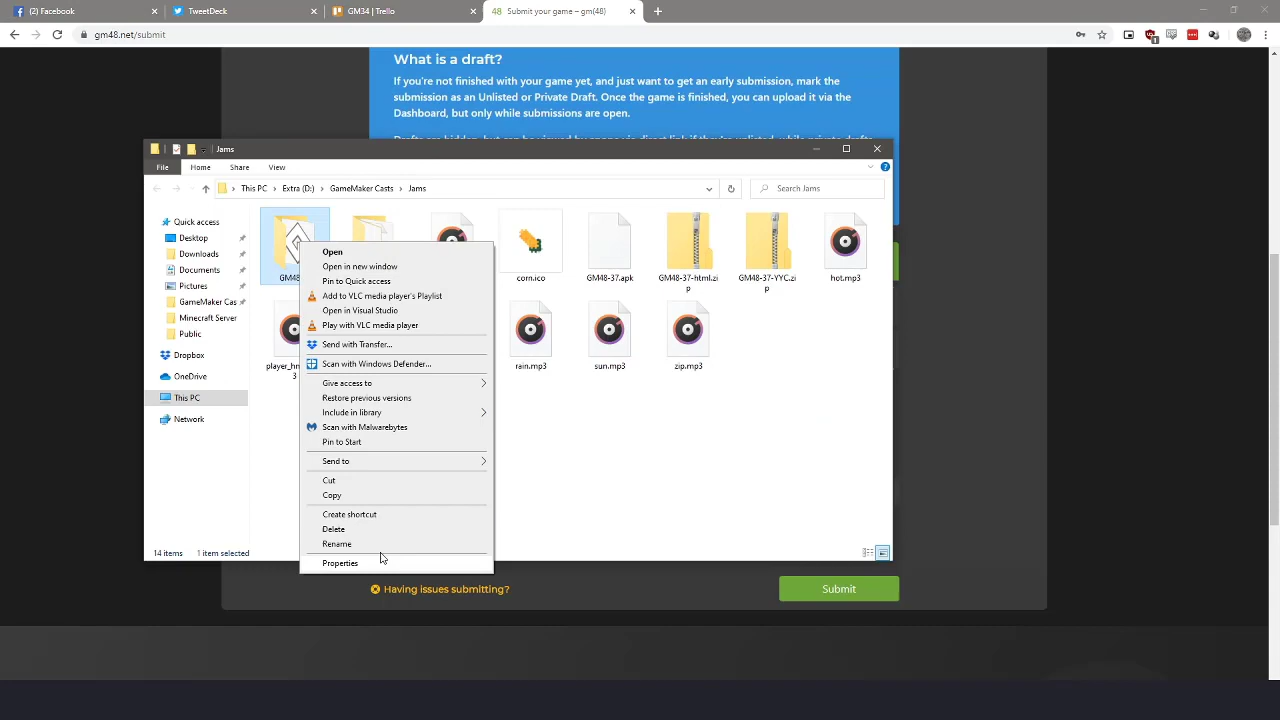 (2) Facebook
TweetDeck
GM34 | Trello
48 Submit your game – gm(48)
gm48.net/submit
1
What is a draft?
If you're not finished with your game yet, and just want to get an early submission, mark the
submission as an Unlisted or Private Draft. Once the game is finished, you can upload it via the
Dashboard, but only while submissions are open.
Jams
File
Home
Share
View
This PC
Extra (D:)
GameMaker Casts
Jams
Search Jams
Quick access
Desktop
Downloads
Documents
Pictures
GameMaker Cas
Minecraft Server
Public
Dropbox
OneDrive
This PC
Network
GM48
corn.ico
GM48-37.apk
GM48-37-html.zi
p
GM48-37-YYC.zi
p
hot.mp3
player_h
3
rain.mp3
sun.mp3
zip.mp3
Open
Open in new window
Pin to Quick access
Add to VLC media player's Playlist
Open in Visual Studio
Play with VLC media player
Send with Transfer...
Scan with Windows Defender...
Give access to
Restore previous versions
Include in library
Scan with Malwarebytes
Pin to Start
Send to
Cut
Copy
Create shortcut
Delete
Rename
Properties
14 items
1 item selected
Having issues submitting?
Submit